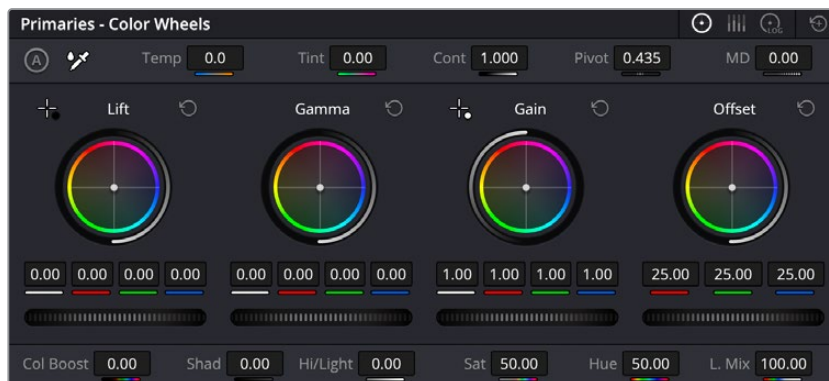 Primaries - Color Wheels
LOG
A Temp 0.0 Tint 0.00 Cont 1.000 Pivot 0.435 MD 0.00
Lift Gamma Gain Offset
0.00 0.00 0.00 0.00 0.00 0.00 0.00 0.00 1.00 1.00 1.00 1.00 25.00 25.00 25.00
Col Boost 0.00 Shad 0.00 Hi/Light 0.00 Sat 50.00 Hue 50.00 L. Mix 100.00